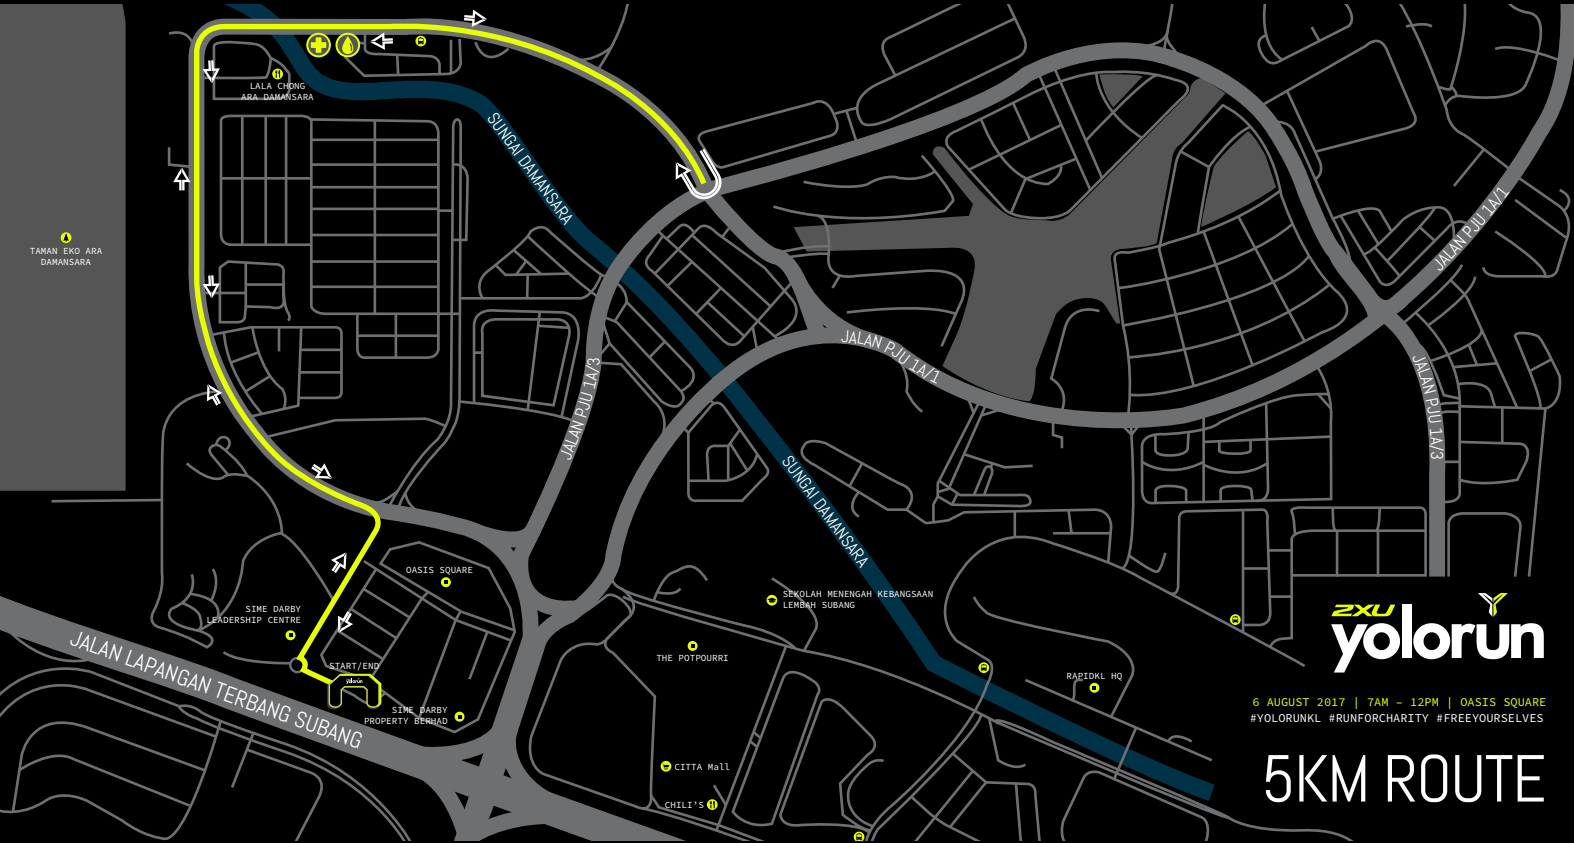 LALA CHONG
ARA DAMANSARA
SUNGAI DAMANSARA
TAMAN EKO ARA
DAMANSARA
JALAN PJU 1A/1
JALAN PJU 1A/1
JALAN PJU 1A/3
JALAN PJU 1A/3
SUNGAI DAMANSARA
OASIS SQUARE
SEKOLAH MENENGAH KEBANGSAAN
LEMBAH SUBANG
SIME DARBY
LEADERSHIP CENTRE
THE POTPOURRI
START/END
yolorun
RAPIDKL HQ
JALAN LAPANGAN TERBANG SUBANG
SIME DARBY
PROPERTY BERHAD
CITTA Mall
CHILI'S
2XU
yolorun
6 AUGUST 2017 | 7AM – 12PM | OASIS SQUARE
#YOLORUNKL #RUNFORCHARITY #FREEYOURSELVES
5KM ROUTE